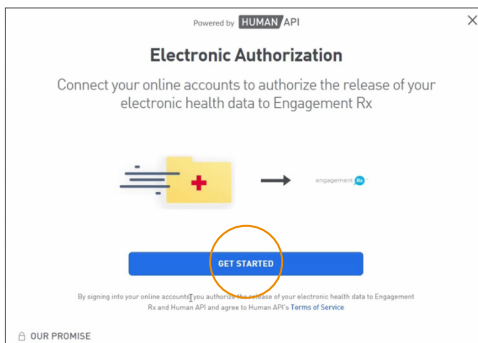 Powered by HUMAN API
Electronic Authorization
Connect your online accounts to authorize the release of your
electronic health data to Engagement Rx
engagement Rx
GET STARTED
By signing into your online accounts, you authorize the release of your electronic health data to Engagement
Rx and Human API and agree to Human API's Terms of Service
OUR PROMISE